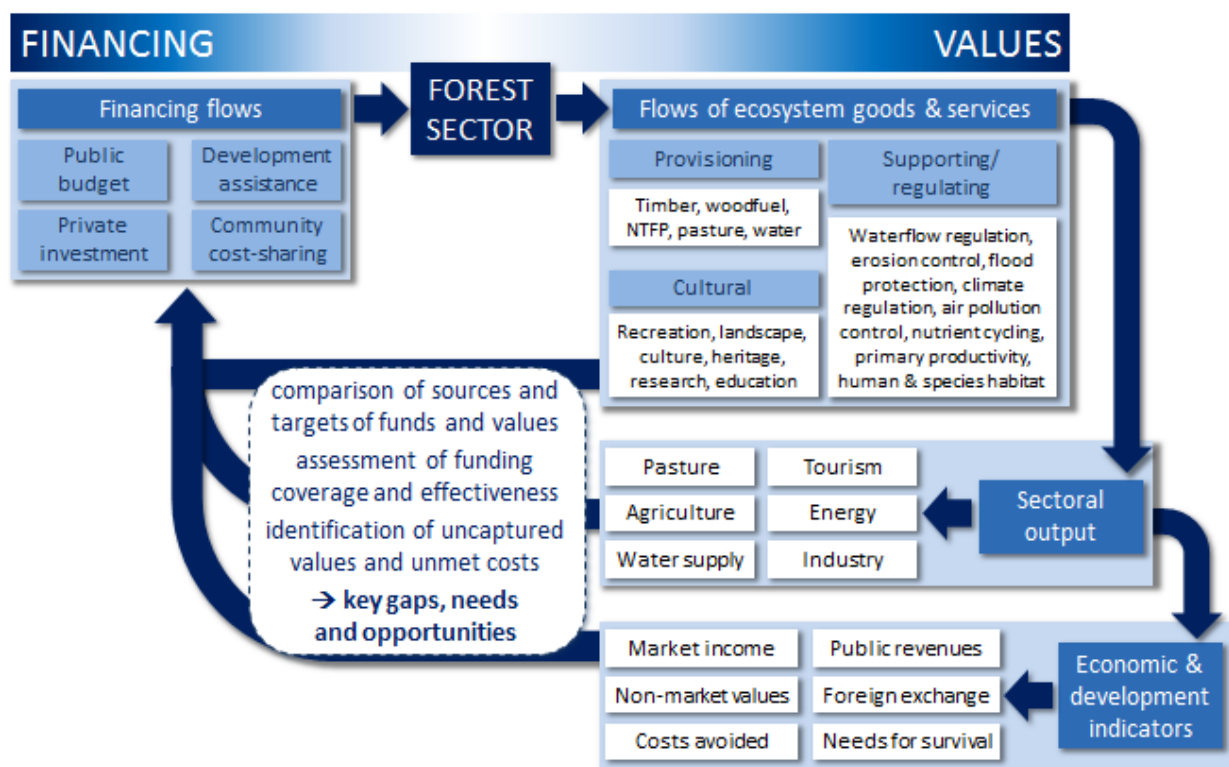 FINANCING
VALUES
Financing flows
Public
budget
Development
assistance
Private
investment
Community
cost-sharing
FOREST
SECTOR
Flows of ecosystem goods & services
Provisioning
Timber, woodfuel,
NTFP, pasture, water
Cultural
Recreation, landscape,
culture, heritage,
research, education
Supporting/
regulating
Waterflow regulation,
erosion control, flood
protection, climate
regulation, air pollution
control, nutrient cycling,
primary productivity,
human & species habitat
comparison of sources and
targets of funds and values
assessment of funding
coverage and effectiveness
identification of uncaptured
values and unmet costs
→ key gaps, needs
and opportunities
Pasture
Tourism
Agriculture
Energy
Water supply
Industry
Sectoral
output
Market income
Public revenues
Non-market values
Foreign exchange
Costs avoided
Needs for survival
Economic &
development
indicators